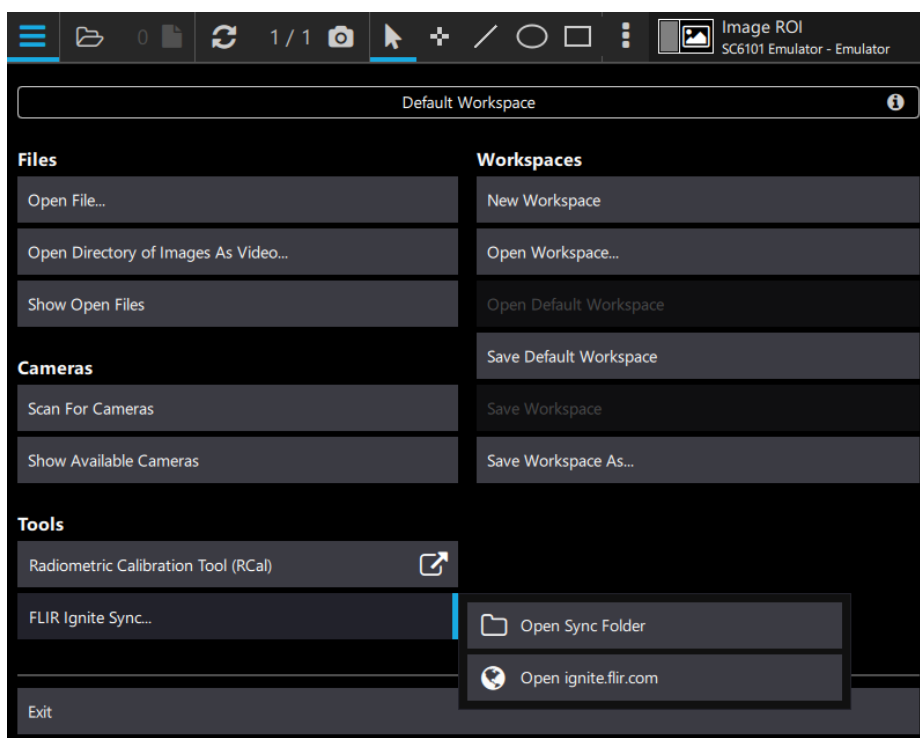 0
1 / 1
Image ROI
SC6101 Emulator - Emulator
Default Workspace
Files
Open File...
Open Directory of Images As Video...
Show Open Files
Cameras
Scan For Cameras
Show Available Cameras
Tools
Radiometric Calibration Tool (RCal)
FLIR Ignite Sync...
Exit
Workspaces
New Workspace
Open Workspace...
Open Default Workspace
Save Default Workspace
Save Workspace
Save Workspace As...
Open Sync Folder
Open ignite.flir.com